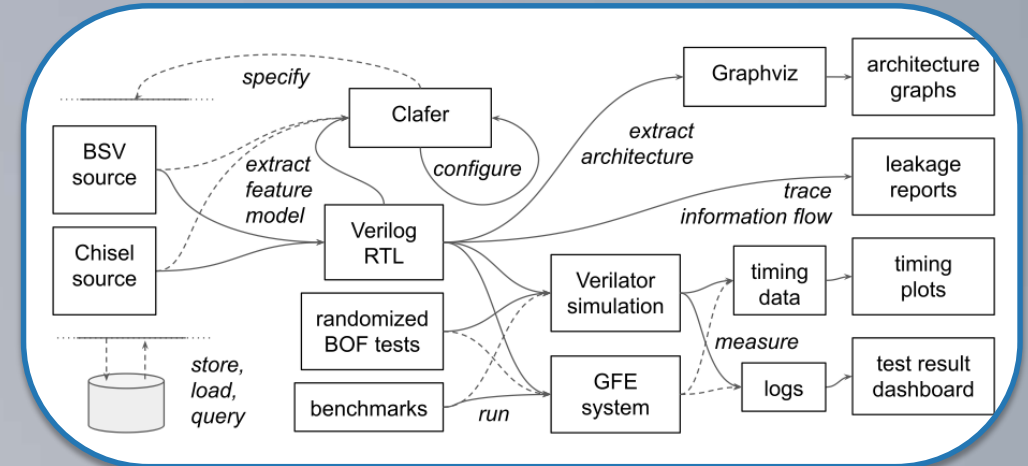 specify
Clafer
Graphviz
architecture
graphs
BSV
source
extract
feature
model
configure
extract
architecture
leakage
reports
trace
information flow
Chisel
source
Verilog
RTL
Verilator
simulation
timing
data
timing
plots
randomized
BOF tests
measure
store,
load,
query
benchmarks
run
GFE
system
logs
test result
dashboard